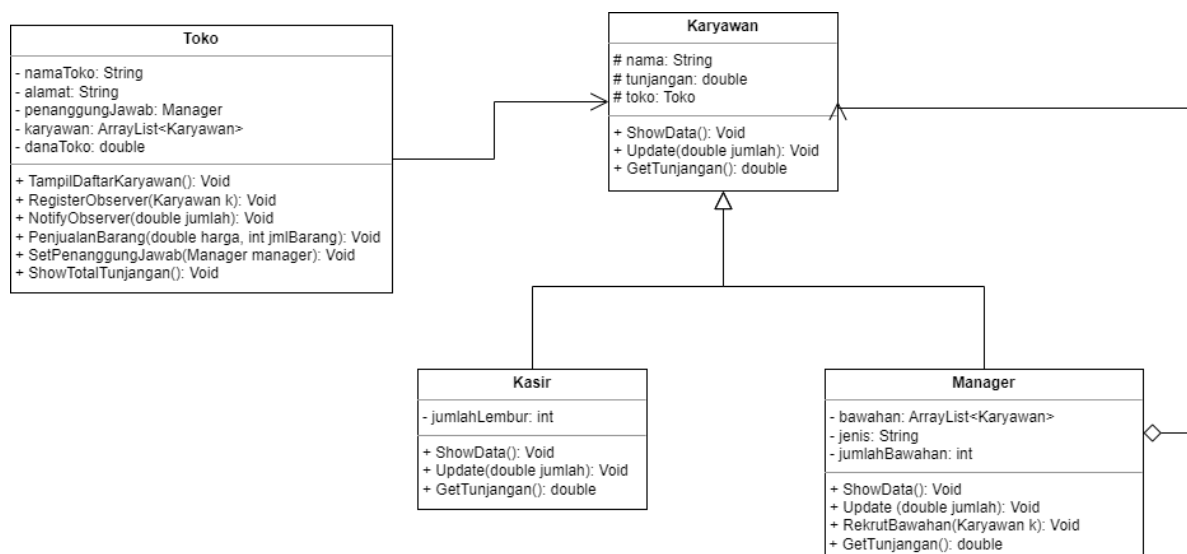 Toko
- namaToko: String
- alamat: String
- penanggungJawab: Manager
- karyawan: ArrayList<Karyawan>
- danaToko: double
+ TampilDaftarKaryawan(): Void
+ RegisterObserver(Karyawan k): Void
+ NotifyObserver(double jumlah): Void
+ PenjualanBarang(double harga, int jmlBarang): Void
+ SetPenanggungJawab(Manager manager): Void
+ ShowTotalTunjangan(): Void
Karyawan
# nama: String
# tunjangan: double
# toko: Toko
+ ShowData(): Void
+ Update(double jumlah): Void
+ GetTunjangan(): double
Kasir
- jumlahLembur: int
+ ShowData(): Void
+ Update(double jumlah): Void
+ GetTunjangan(): double
Manager
- bawahan: ArrayList<Karyawan>
- jenis: String
- jumlahBawahan: int
+ ShowData(): Void
+ Update (double jumlah): Void
+ RekrutBawahan(Karyawan k): Void
+ GetTunjangan(): double